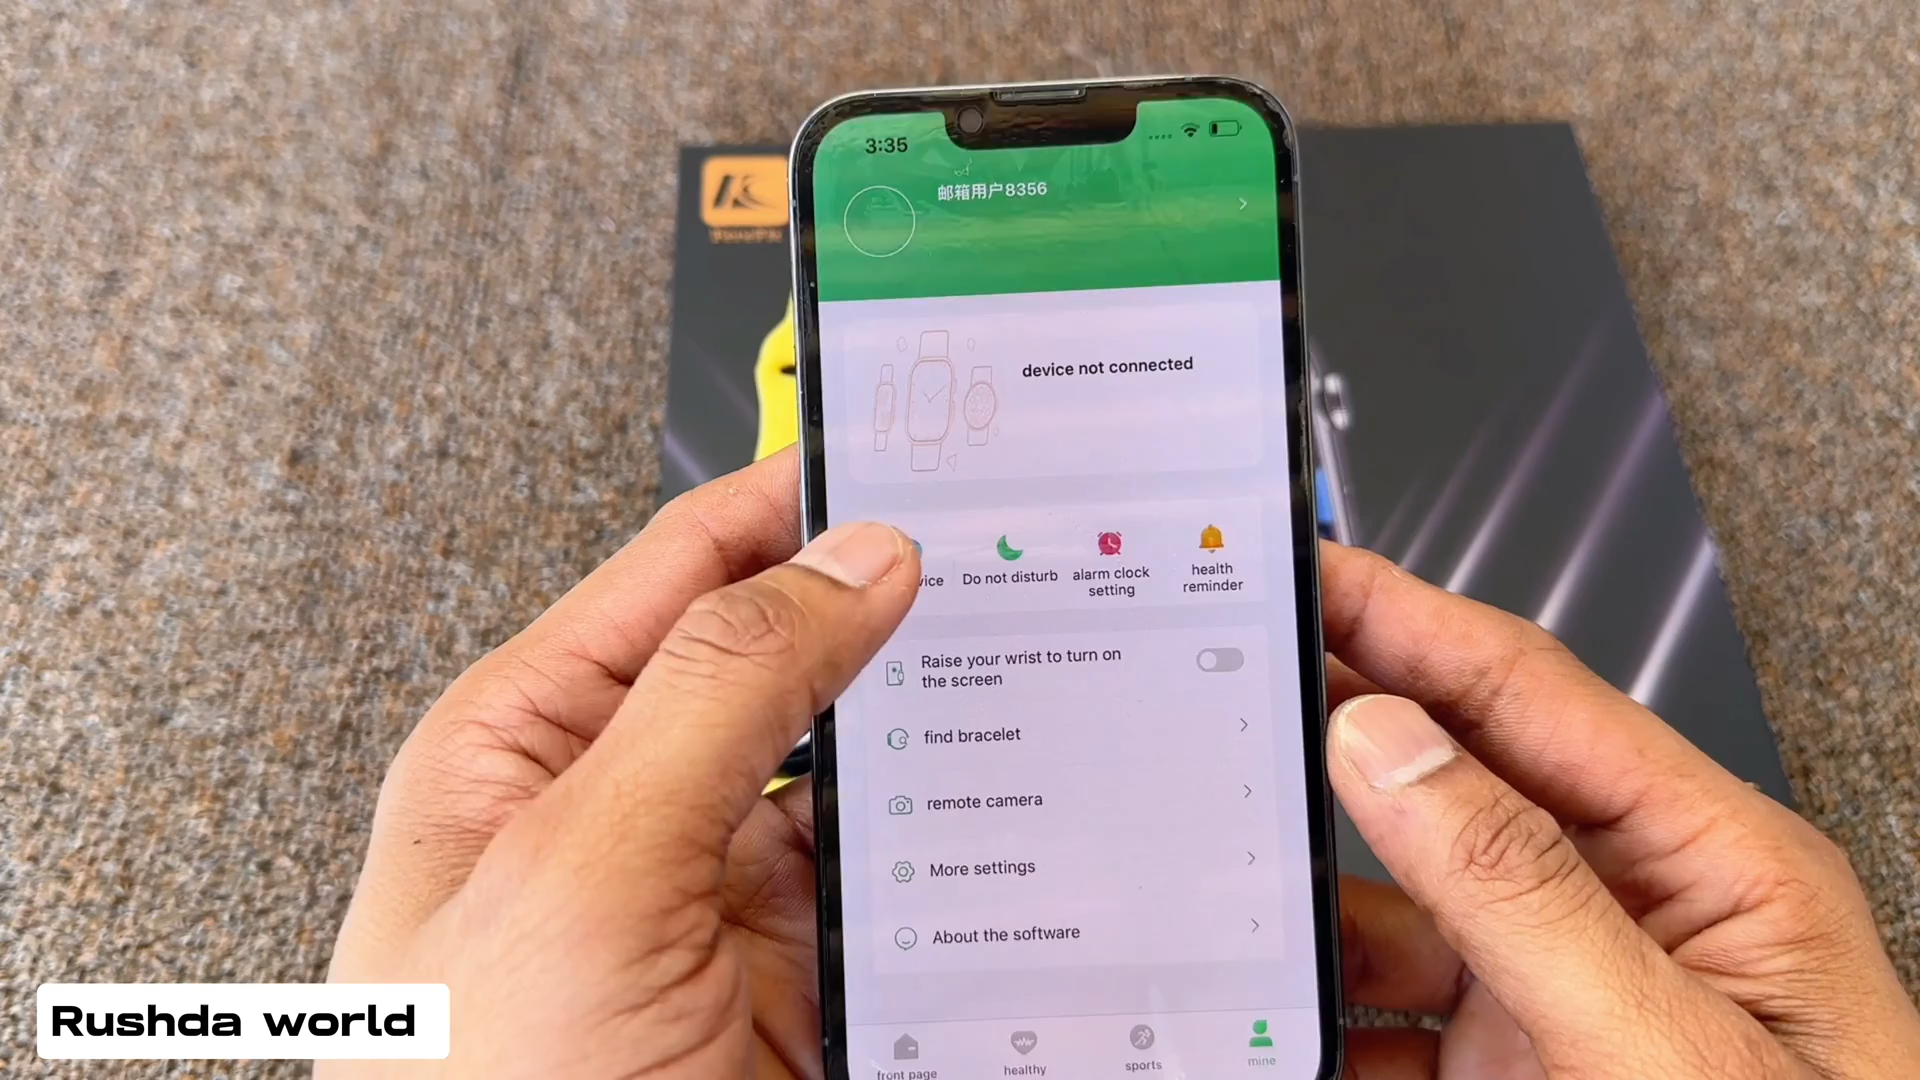 3:35
邮箱用户8356
device not connected
vice
Do not disturb
alarm clock
setting
health
reminder
Raise your wrist to turn on
the screen
find bracelet
remote camera
More settings
About the software
front page
healthy
sports
mine
Rushda world